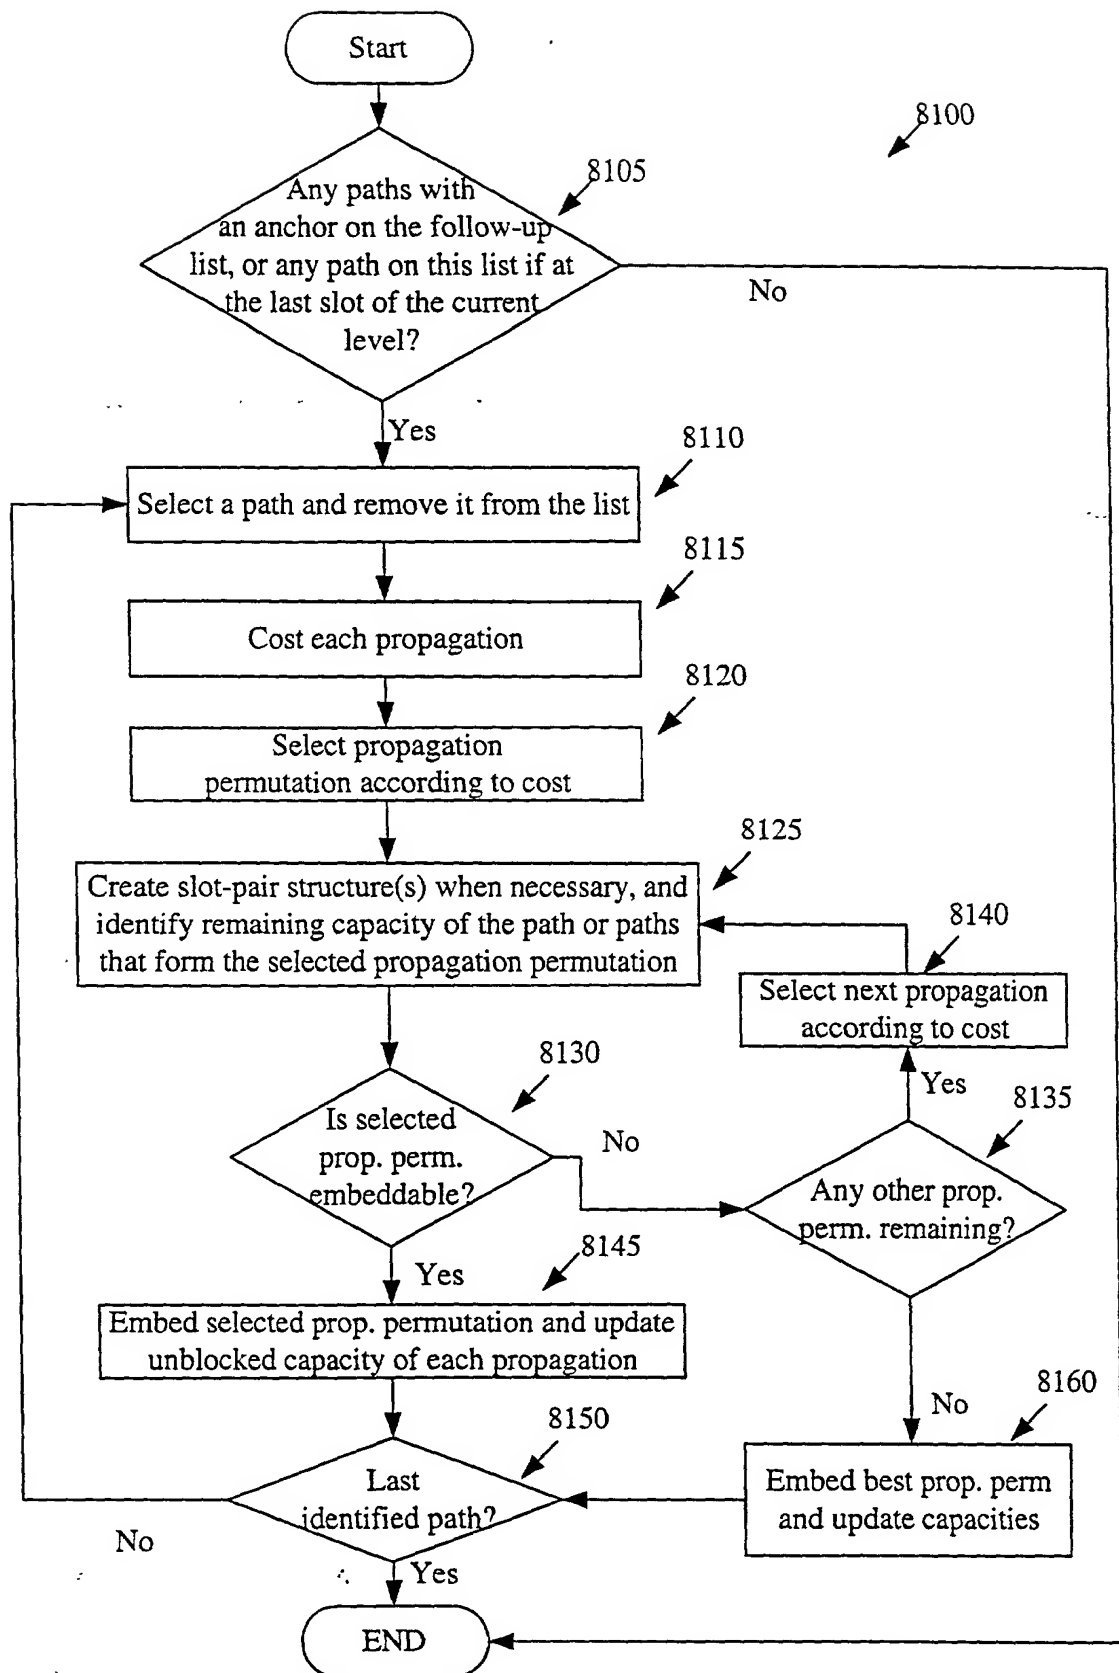 Start
8100
8105
Any paths with
an anchor on the follow-up
list, or any path on this list if at
the last slot of the current
level?
No
Yes
8110
Select a path and remove it from the list
8115
Cost each propagation
8120
Select propagation
permutation according to cost
8125
Create slot-pair structure(s) when necessary, and
identify remaining capacity of the path or paths
that form the selected propagation permutation
8140
Select next propagation
according to cost
8130
Yes
8135
Is selected
prop. perm.
embeddable?
No
Any other prop.
perm. remaining?
8145
Yes
Embed selected prop. permutation and update
unblocked capacity of each propagation
8160
No
8150
Last
identified path?
Embed best prop. perm
and update capacities
No
Yes
END